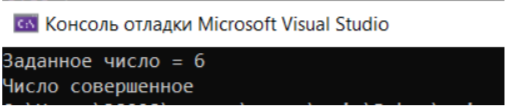 Консоль отладки Microsoft Visual Studio
Заданное число = 6
Число совершенное